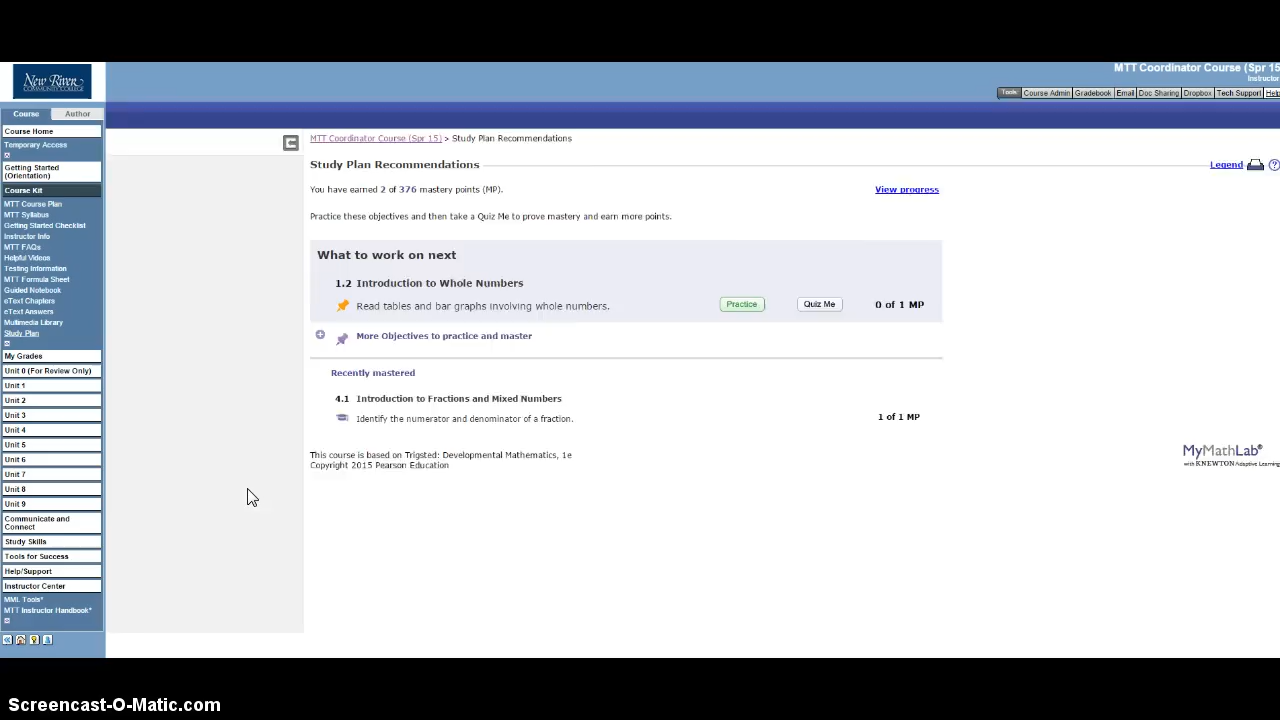 New River
COMMUNITY COLLEGE
MTT Coordinator Course (Spr 15
Instructor
Tools Course Admin Gradebook Email Doc Sharing Dropbox Tech Support Help
Course Author
Course Home
Temporary Access
Getting Started
(Orientation)
Course Kit
MTT Course Plan
MTT Syllabus
Getting Started Checklist
Instructor Info
MTT FAQs
Helpful Videos
Testing Information
MTT Formula Sheet
Guided Notebook
eText Chapters
eText Answers
Multimedia Library
Study Plan
My Grades
Unit 0 (For Review Only)
Unit 1
Unit 2
Unit 3
Unit 4
Unit 5
Unit 6
Unit 7
Unit 8
Unit 9
Communicate and
Connect
Study Skills
Tools for Success
Help/Support
Instructor Center
MML Tools*
MTT Instructor Handbook*
MTT Coordinator Course (Spr 15) > Study Plan Recommendations
Study Plan Recommendations
Legend
You have earned 2 of 376 mastery points (MP).
View progress
Practice these objectives and then take a Quiz Me to prove mastery and earn more points.
What to work on next
1.2 Introduction to Whole Numbers
Read tables and bar graphs involving whole numbers. Practice Quiz Me 0 of 1 MP
More Objectives to practice and master
Recently mastered
4.1 Introduction to Fractions and Mixed Numbers
Identify the numerator and denominator of a fraction. 1 of 1 MP
This course is based on Trigsted: Developmental Mathematics, 1e
Copyright 2015 Pearson Education
MyMathLab®
with KNEWTON Adaptive Learning
Screencast-O-Matic.com